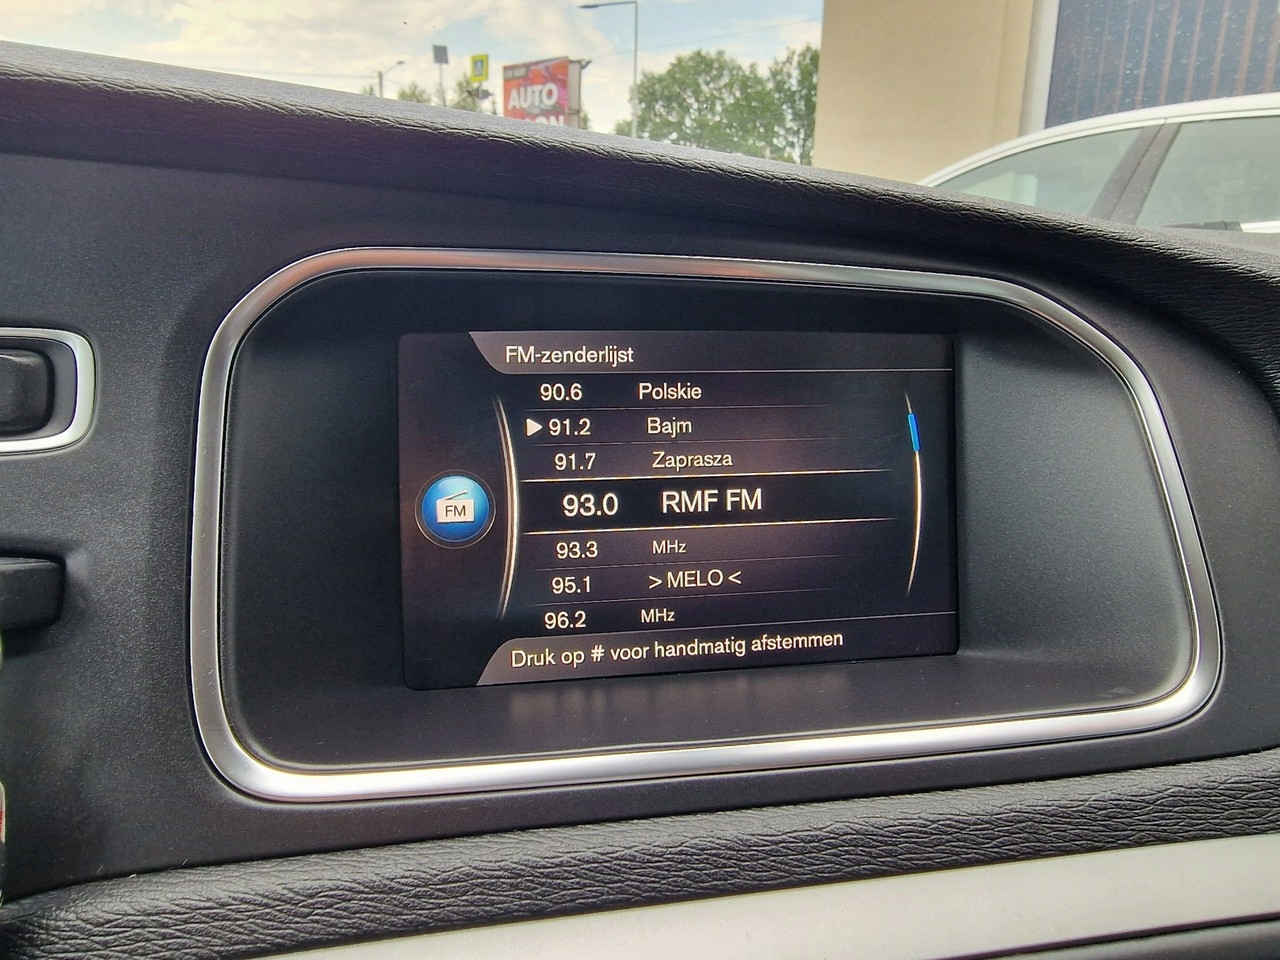 AUTO
FM-zenderlijst
90.6 Polskie
91.2 Bajm
91.7 Zaprasza
93.0 RMF FM
FM
93.3 MHz
95.1 > MELO <
96.2 MHz
Druk op # voor handmatig afstemmen